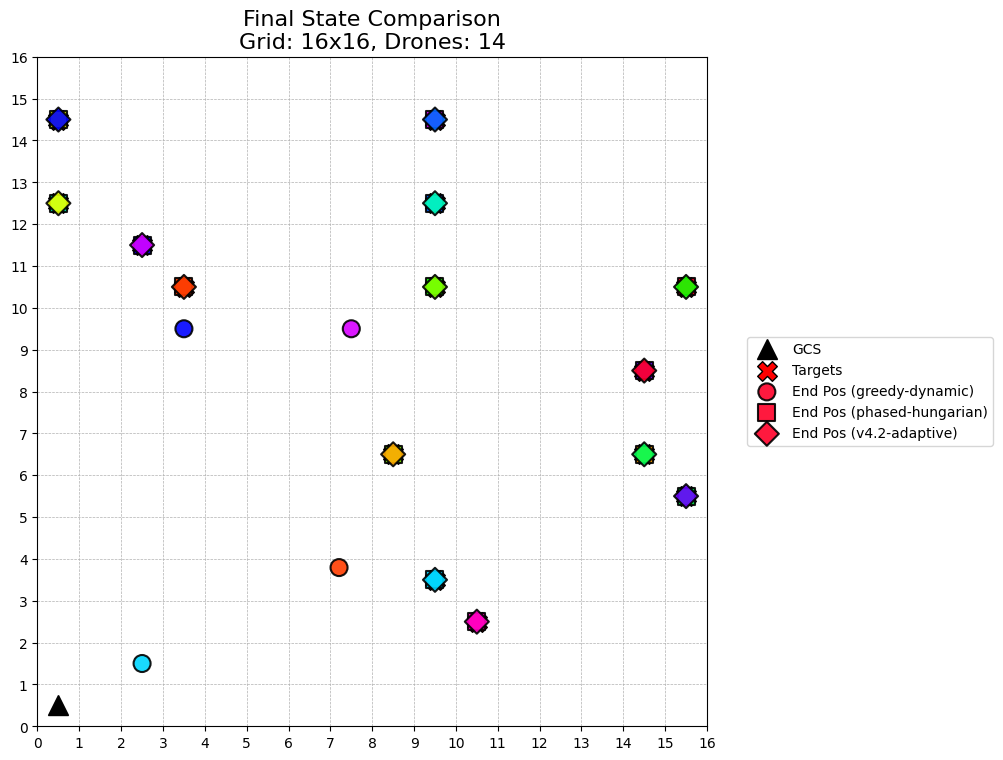 Final State Comparison
Grid: 16x16, Drones: 14
16
15
14
13
12
11
10
9
8
7
6
5
4
3
2
1
0
0 1 2 3 4 5 6 7 8 9 10 11 12 13 14 15 16
GCS
Targets
End Pos (greedy-dynamic)
End Pos (phased-hungarian)
End Pos (v4.2-adaptive)